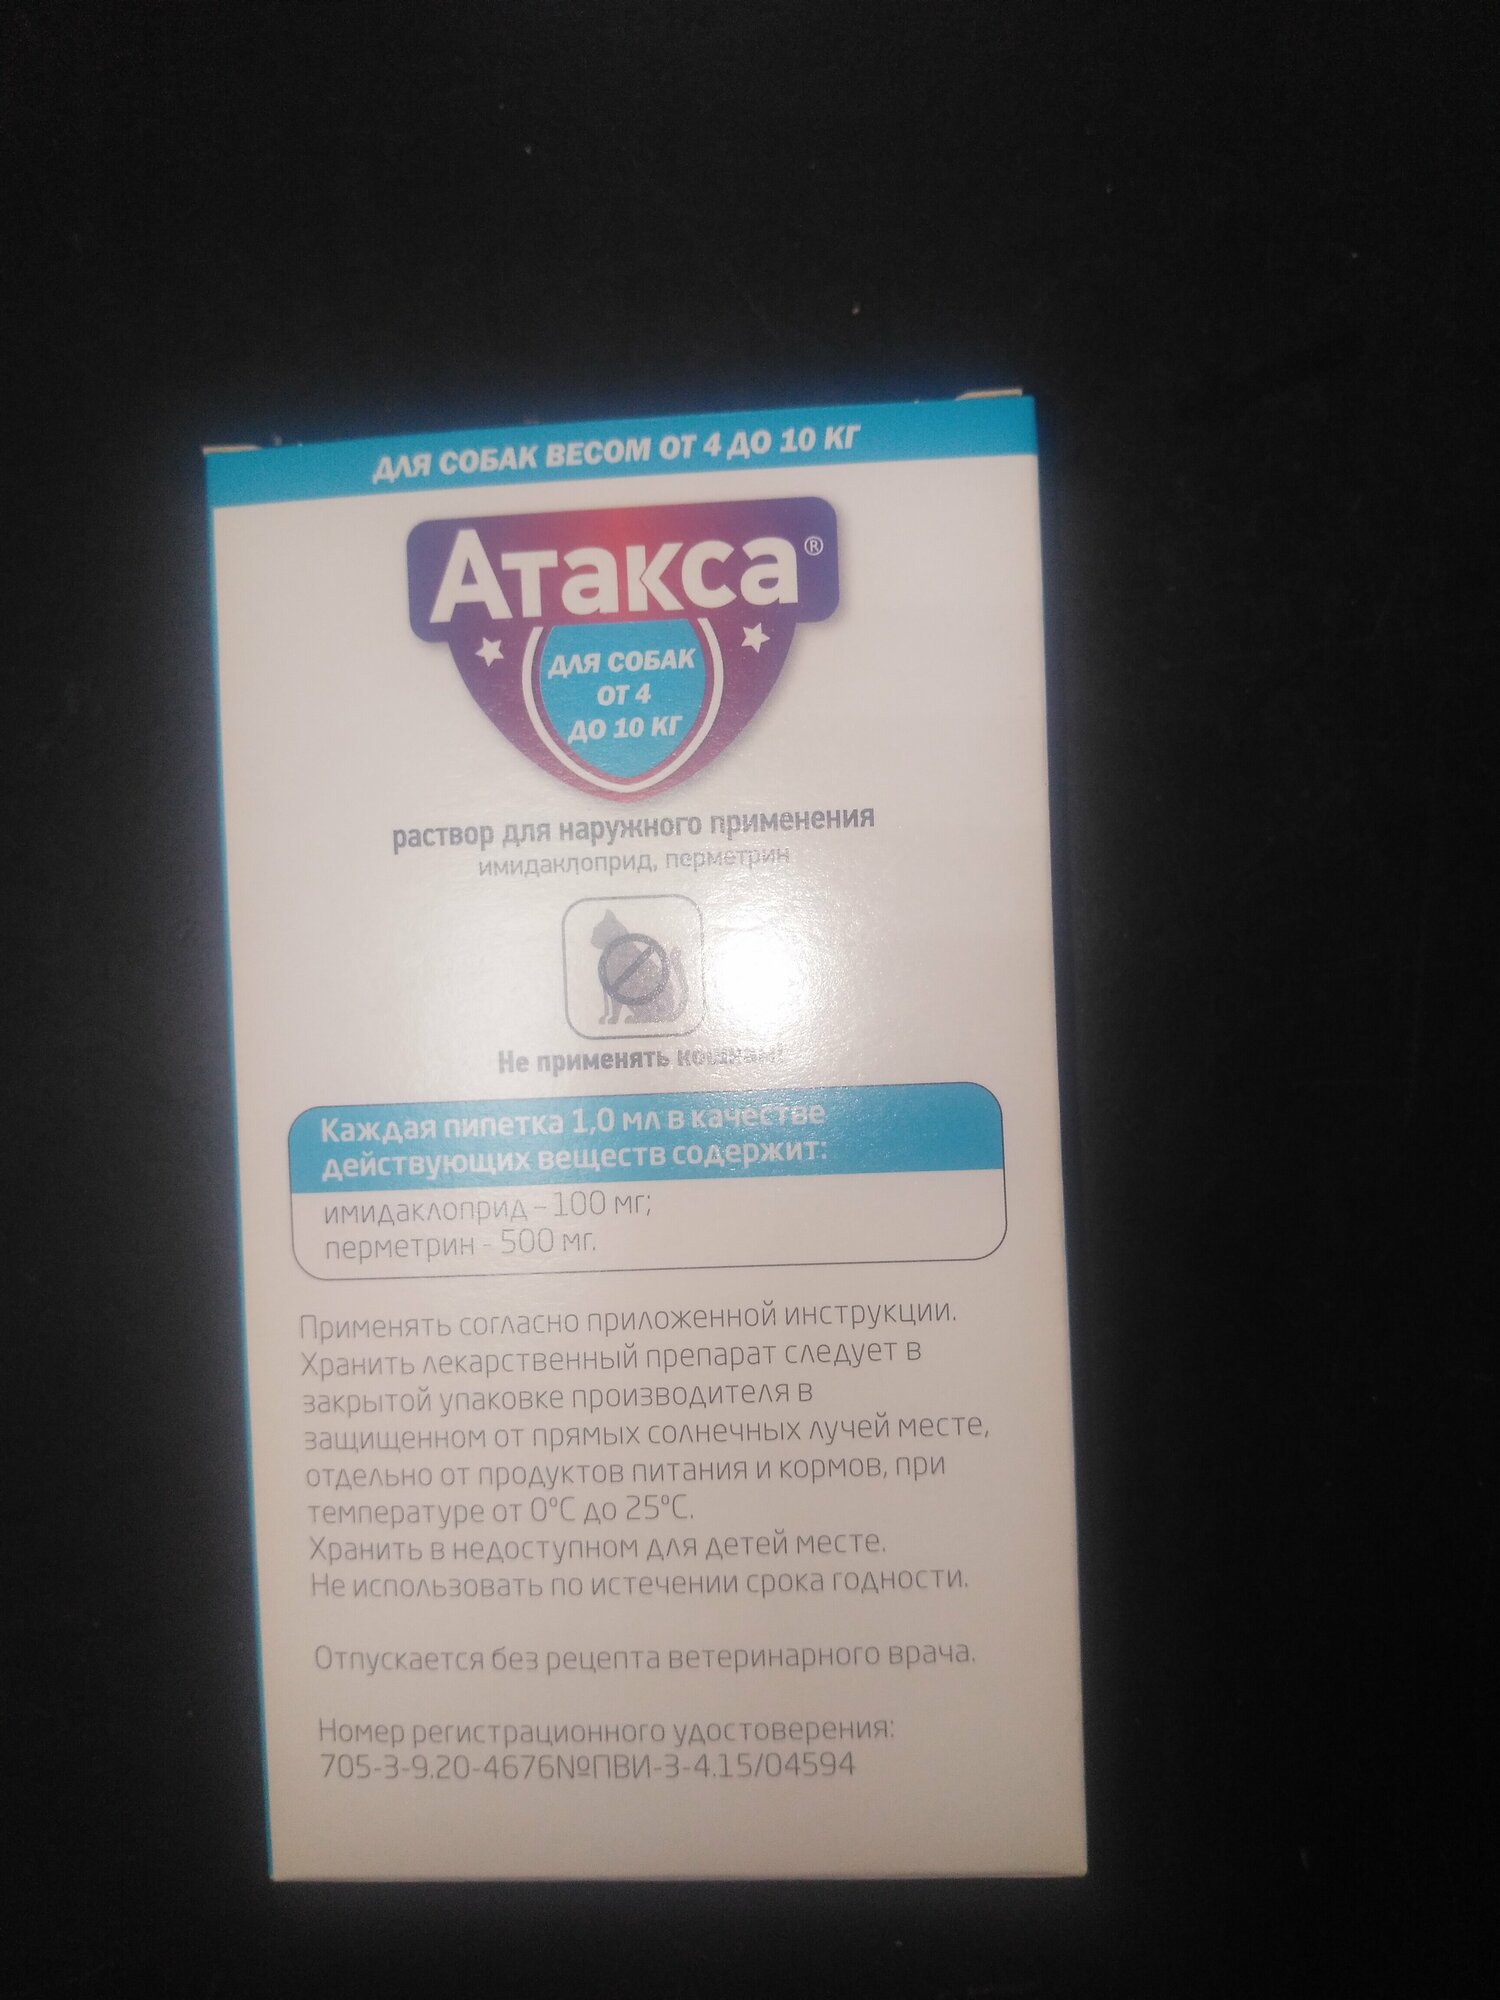 ДЛЯ СОБАК ВЕСОМ ОТ 4 ДО 10 КГ
Атакса®
ДЛЯ СОБАК
ОТ 4
ДО 10 КГ
раствор для наружного применения
имидаклоприд, перметрин
Не применять кошкам!
Каждая пипетка 1,0 мл в качестве
действующих веществ содержит:
имидаклоприд – 100 мг;
перметрин - 500 мг.
Применять согласно приложенной инструкции.
Хранить лекарственный препарат следует в
закрытой упаковке производителя в
защищенном от прямых солнечных лучей месте,
отдельно от продуктов питания и кормов, при
температуре от 0°С до 25°С.
Хранить в недоступном для детей месте.
Не использовать по истечении срока годности.
Отпускается без рецепта ветеринарного врача.
Номер регистрационного удостоверения:
705-3-9.20-4676№ПВИ-3-4.15/04594